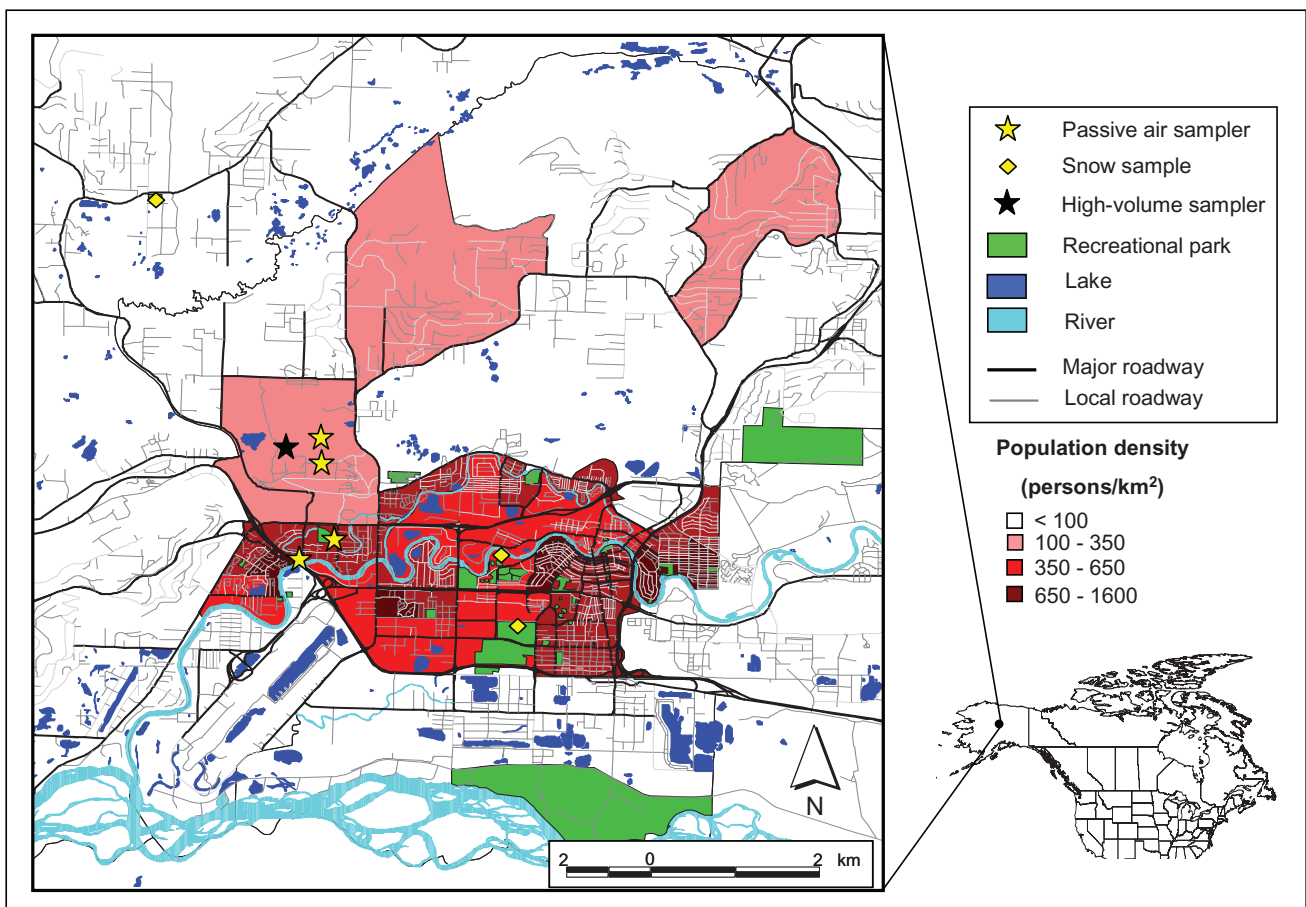 Passive air sampler
Snow sample
High-volume sampler
Recreational park
Lake
River
Major roadway
Local roadway
Population density
(persons/km²)
< 100
100 - 350
350 - 650
650 - 1600
N
2 0 2 km